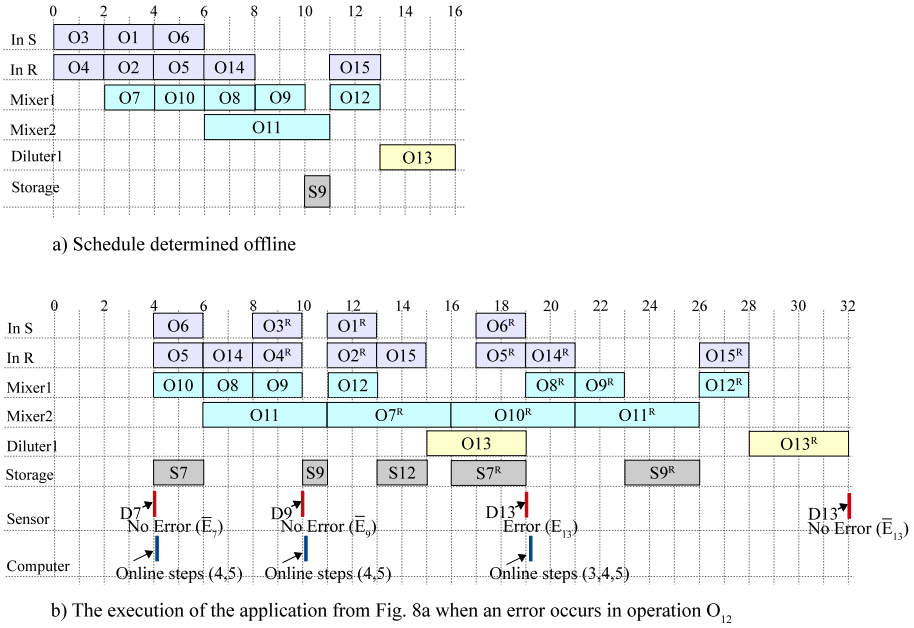 0 2 4 6 8 10 12 14 16
In S O3 O1 O6
In R O4 O2 O5 O14 O15
Mixer1 O7 O10 O8 O9 O12
Mixer2 O11
Diluter1 O13
Storage S9
a) Schedule determined offline
0 2 4 6 8 10 12 14 16 18 20 22 24 26 28 30 32
In S O6 O3ᴿ O1ᴿ O6ᴿ
In R O5 O14 O4ᴿ O2ᴿ O15 O5ᴿ O14ᴿ O15ᴿ
Mixer1 O10 O8 O9 O12 O8ᴿ O9ᴿ O12ᴿ
Mixer2 O11 O7ᴿ O10ᴿ O11ᴿ
Diluter1 O13 O13ᴿ
Storage S7 S9 S12 S7ᴿ S9ᴿ
Sensor D7 D9 D13 D13
No Error (E̅₇) No Error (E̅₉) Error (E₁₃) No Error (E̅₁₃)
Computer
Online steps (4,5) Online steps (4,5) Online steps (3,4,5)
b) The execution of the application from Fig. 8a when an error occurs in operation O₁₂